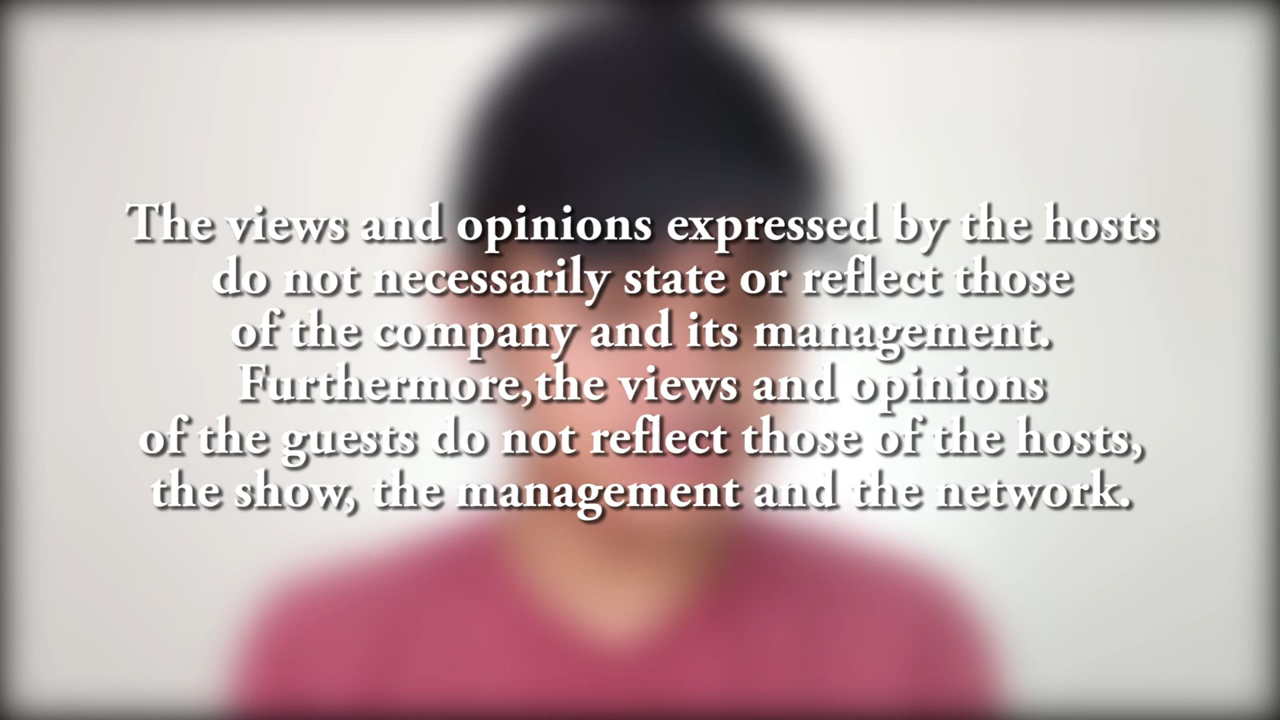 The views and opinions expressed by the hosts
do not necessarily state or reflect those
of the company and its management.
Furthermore,the views and opinions
of the guests do not reflect those of the hosts,
the show, the management and the network.